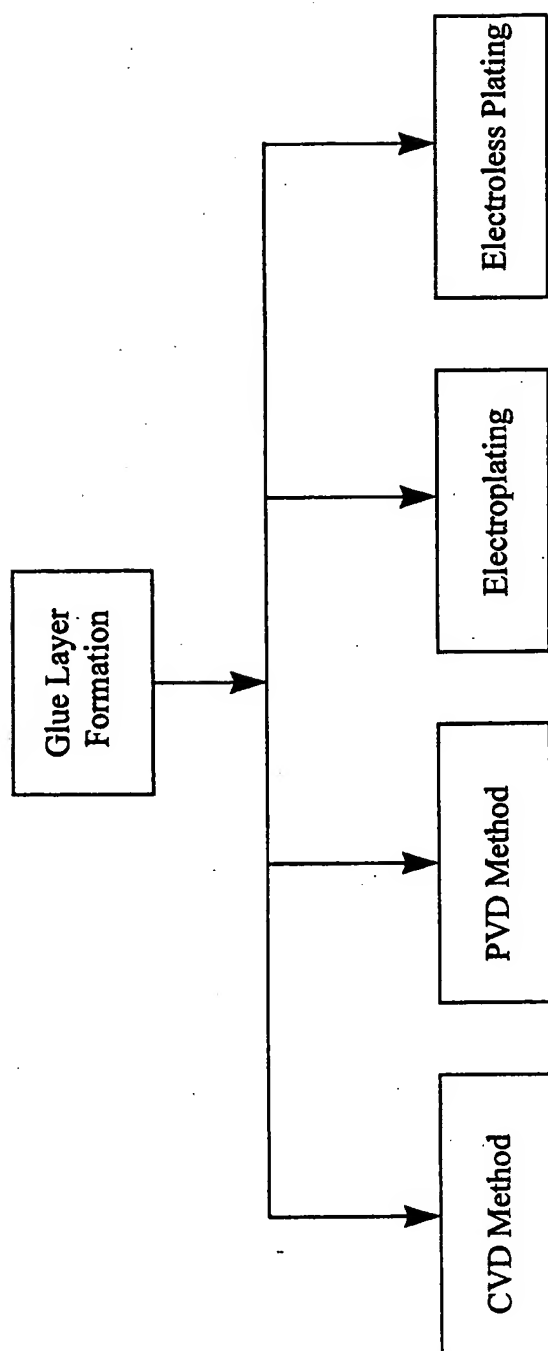 Glue Layer
Formation
CVD Method
PVD Method
Electroplating
Electroless Plating